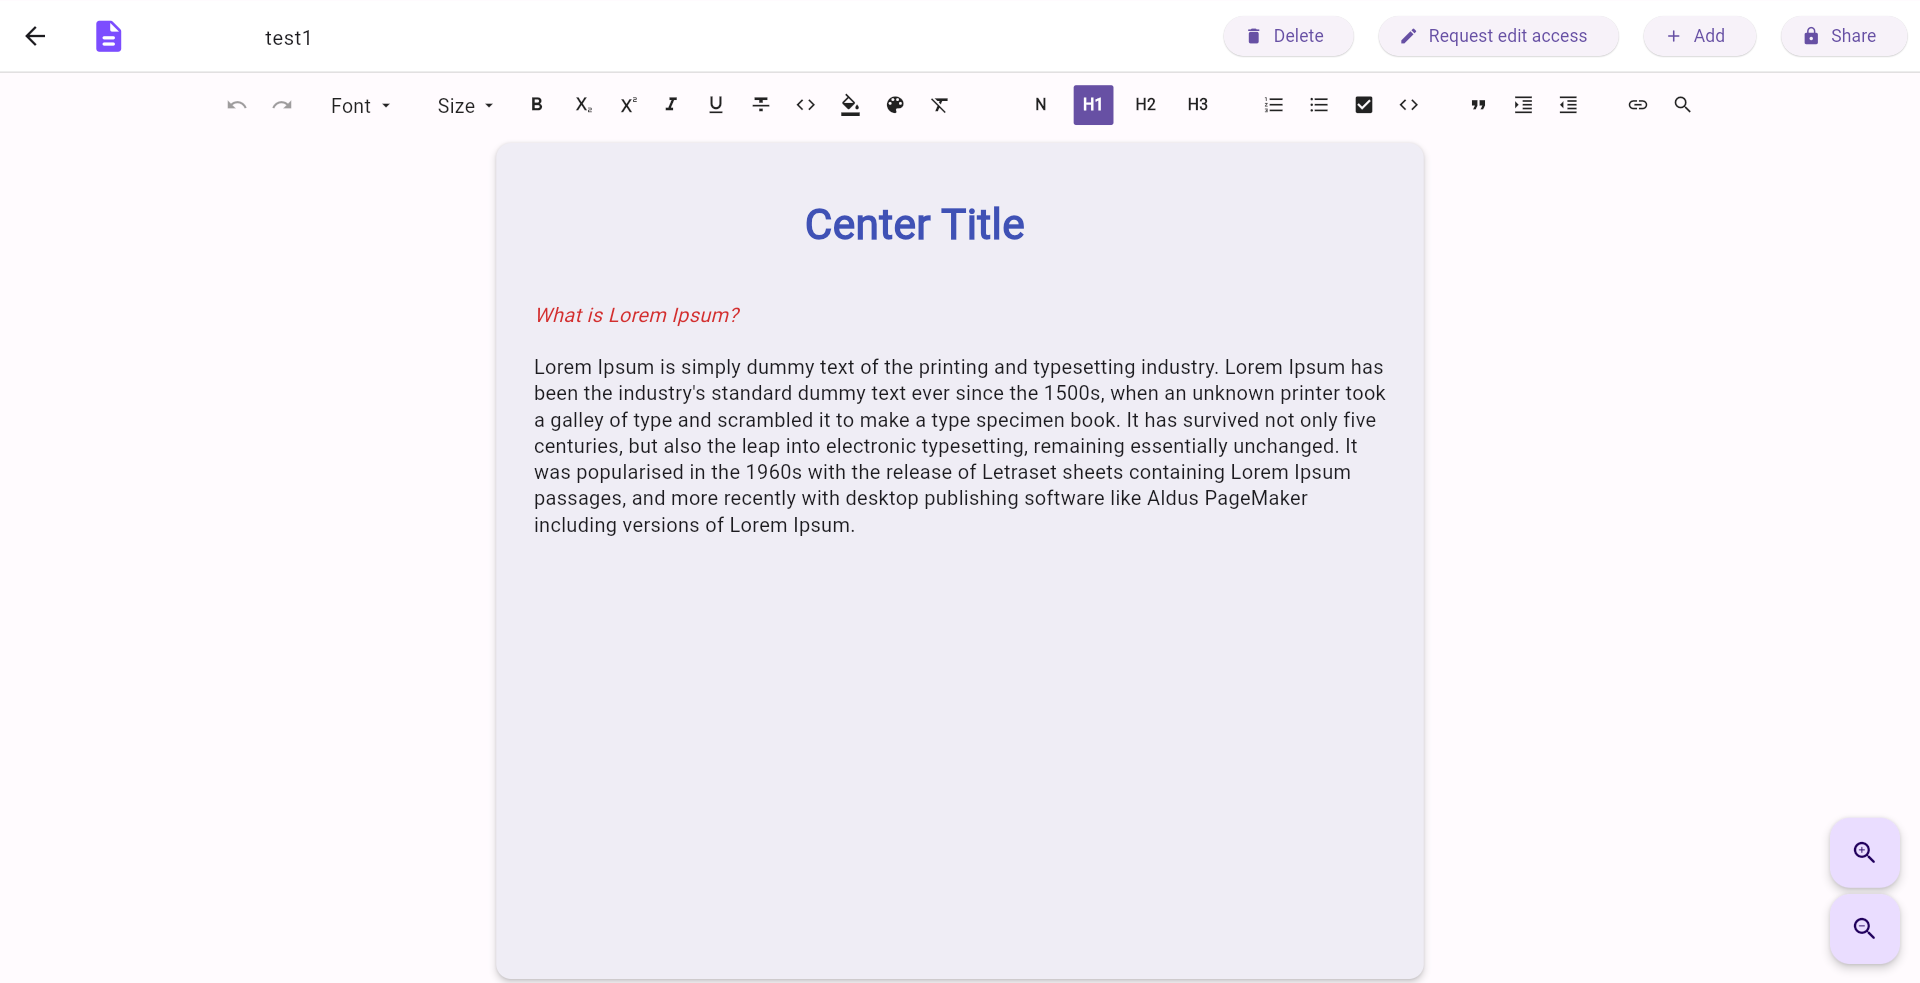 test1
Delete
Request edit access
Add
Share
Font
Size
B
X₂
X²
I
U
T
N
H1
H2
H3
Center Title
What is Lorem Ipsum?
Lorem Ipsum is simply dummy text of the printing and typesetting industry. Lorem Ipsum has
been the industry's standard dummy text ever since the 1500s, when an unknown printer took
a galley of type and scrambled it to make a type specimen book. It has survived not only five
centuries, but also the leap into electronic typesetting, remaining essentially unchanged. It
was popularised in the 1960s with the release of Letraset sheets containing Lorem Ipsum
passages, and more recently with desktop publishing software like Aldus PageMaker
including versions of Lorem Ipsum.